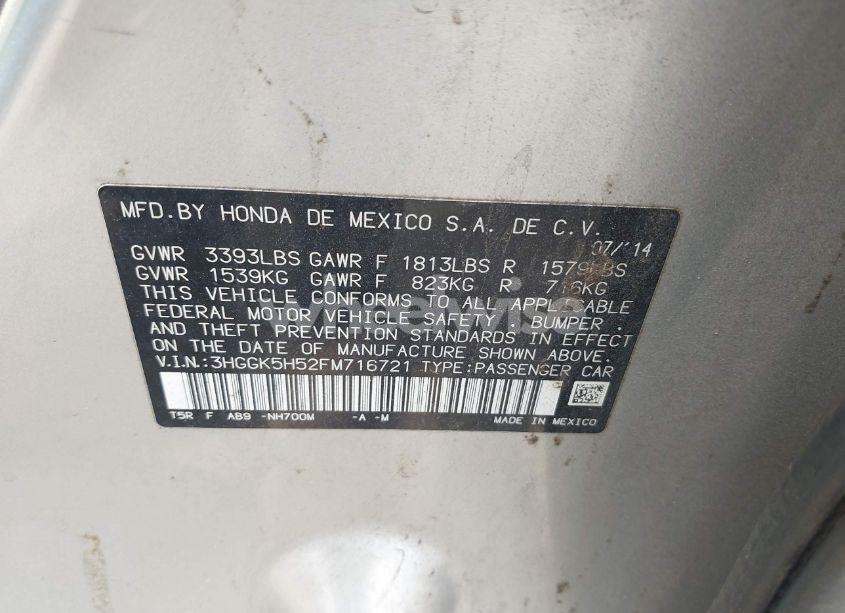 MFD.BY HONDA DE MEXICO S.A. DE C.V.
07/'14
GVWR 3393LBS GAWR F 1813LBS R 1579LBS
GVWR 1539KG GAWR F 823KG R 716KG
THIS VEHICLE CONFORMS TO ALL APPLICABLE
FEDERAL MOTOR VEHICLE SAFETY , BUMPER ,
AND THEFT PREVENTION STANDARDS IN EFFECT
ON THE DATE OF MANUFACTURE SHOWN ABOVE.
V.I.N.:3HGGK5H52FM716721 TYPE:PASSENGER CAR
T5R F AB9 -NH700M -A -M MADE IN MEXICO